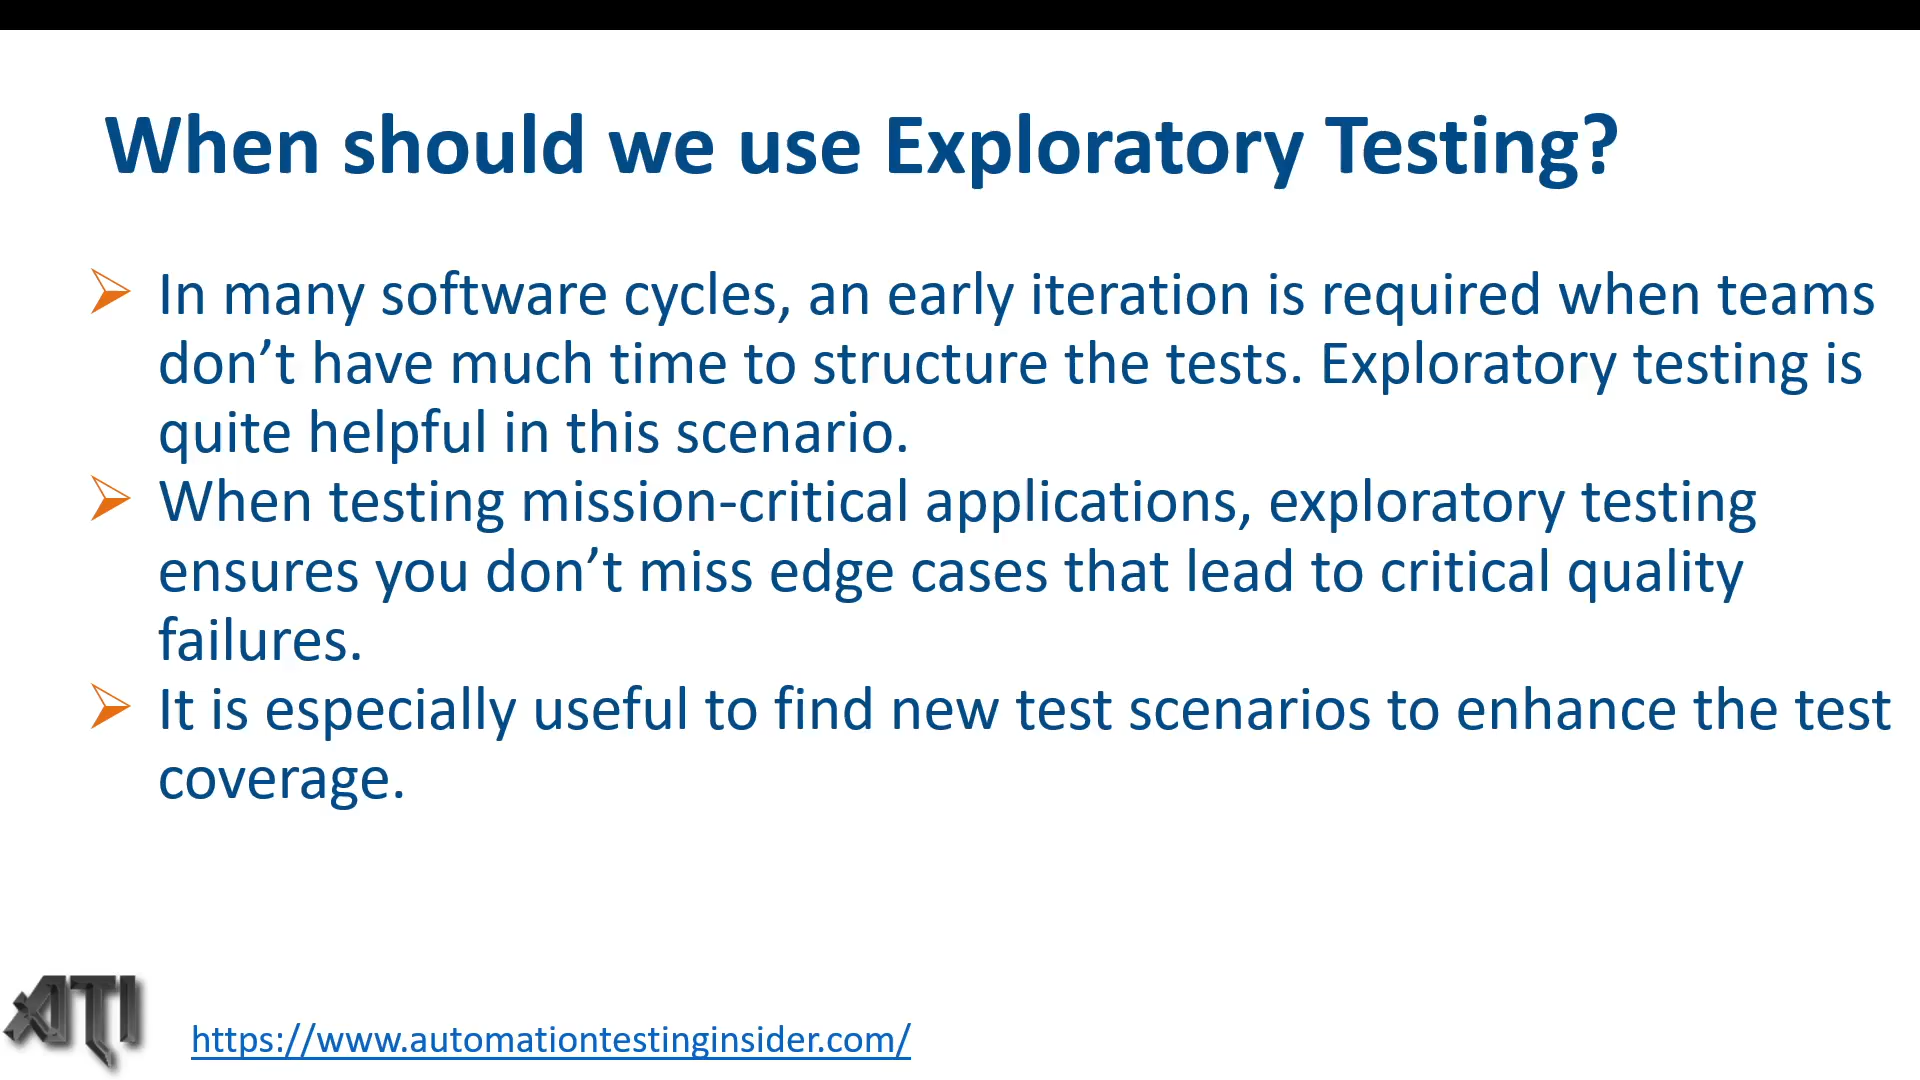 When should we use Exploratory Testing?
In many software cycles, an early iteration is required when teams
don’t have much time to structure the tests. Exploratory testing is
quite helpful in this scenario.
When testing mission-critical applications, exploratory testing
ensures you don’t miss edge cases that lead to critical quality
failures.
It is especially useful to find new test scenarios to enhance the test
coverage.
ATI
https://www.automationtestinginsider.com/